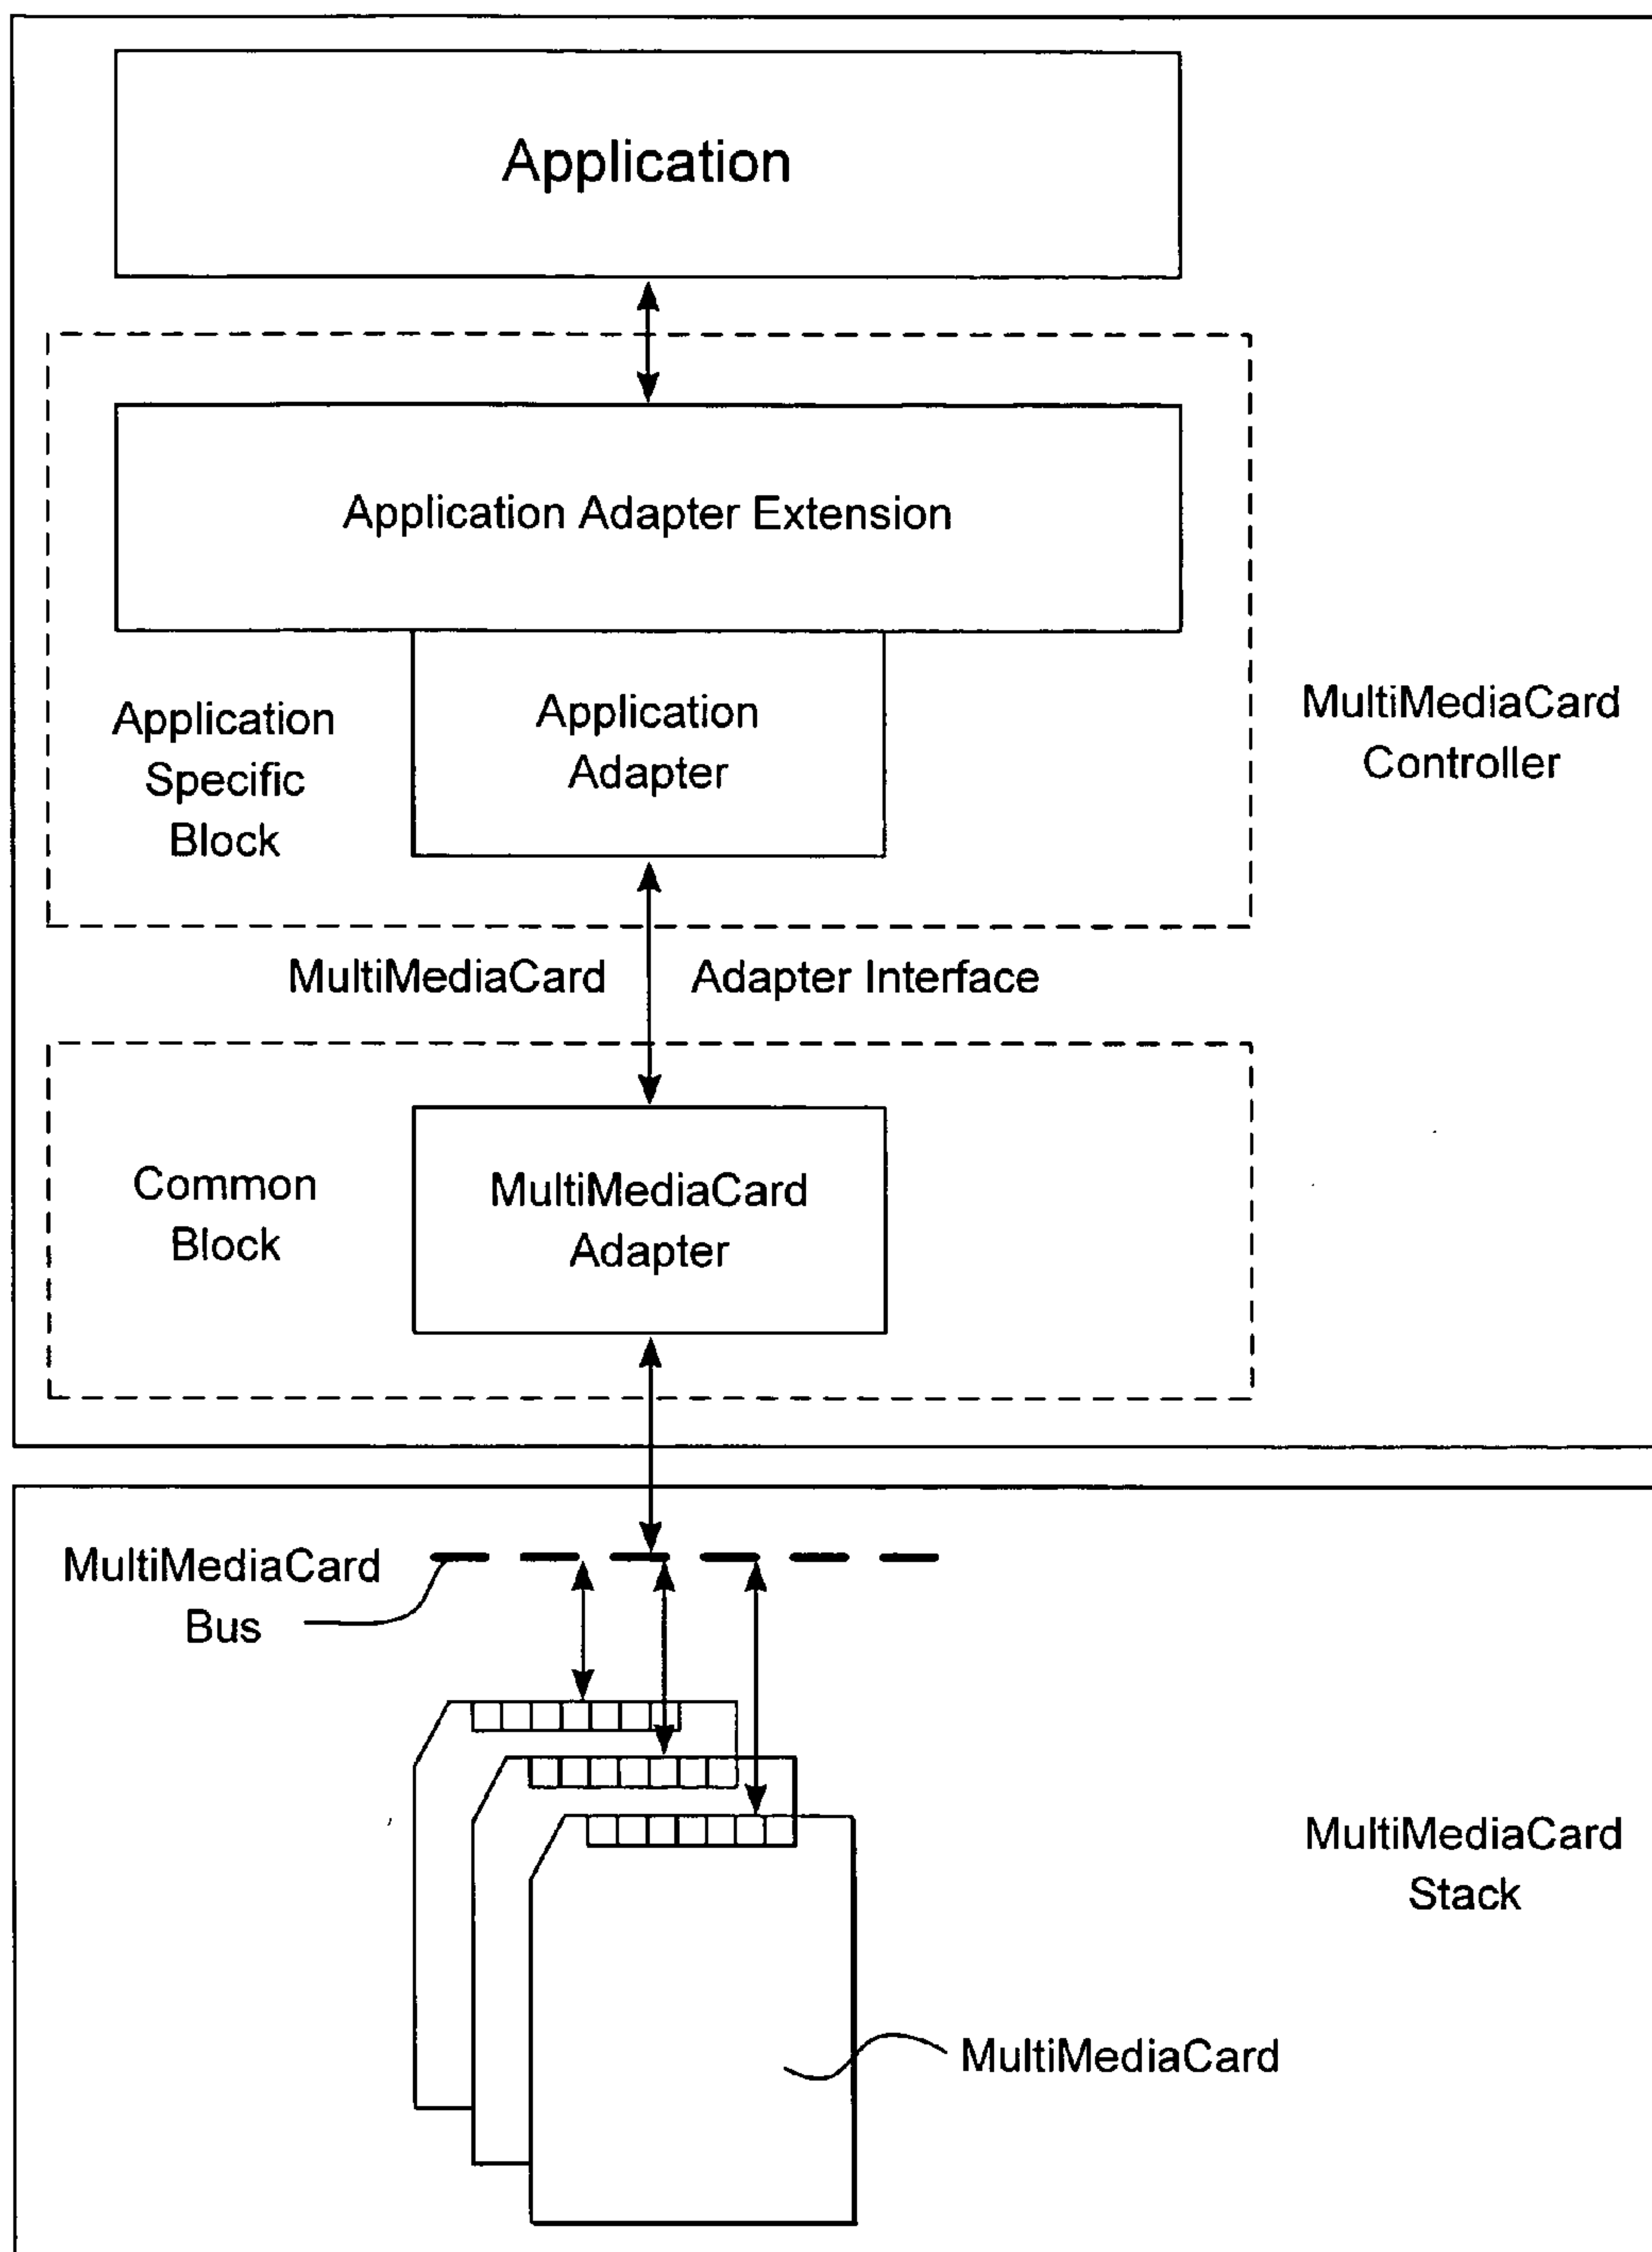 Application
Application Adapter Extension
Application
Specific
Block
Application
Adapter
MultiMediaCard
Controller
MultiMediaCard Adapter Interface
Common
Block
MultiMediaCard
Adapter
MultiMediaCard
Bus
MultiMediaCard
Stack
MultiMediaCard